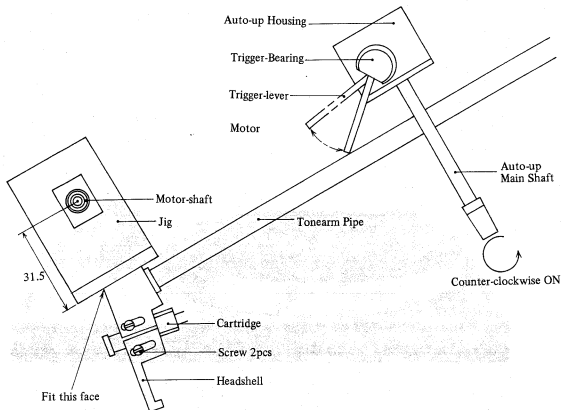 Auto-up Housing
Trigger-Bearing
Trigger-lever
Motor
Auto-up
Main Shaft
Motor-shaft
Jig
Tonearm Pipe
31.5
Counter-clockwise ON
Cartridge
Screw 2pcs
Headshell
Fit this face